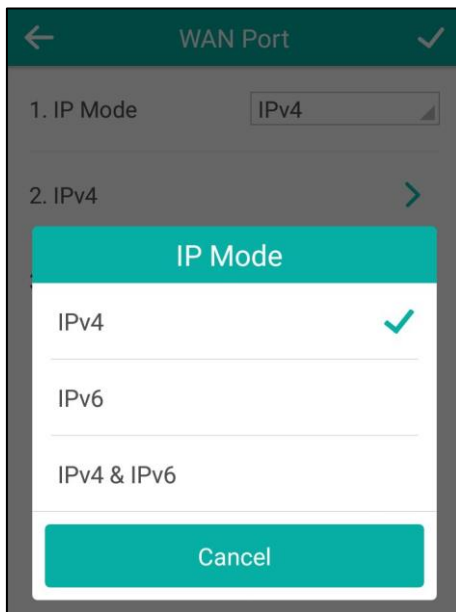 WAN Port
1. IP Mode IPv4
2. IPv4
IP Mode
IPv4
IPv6
IPv4 & IPv6
Cancel